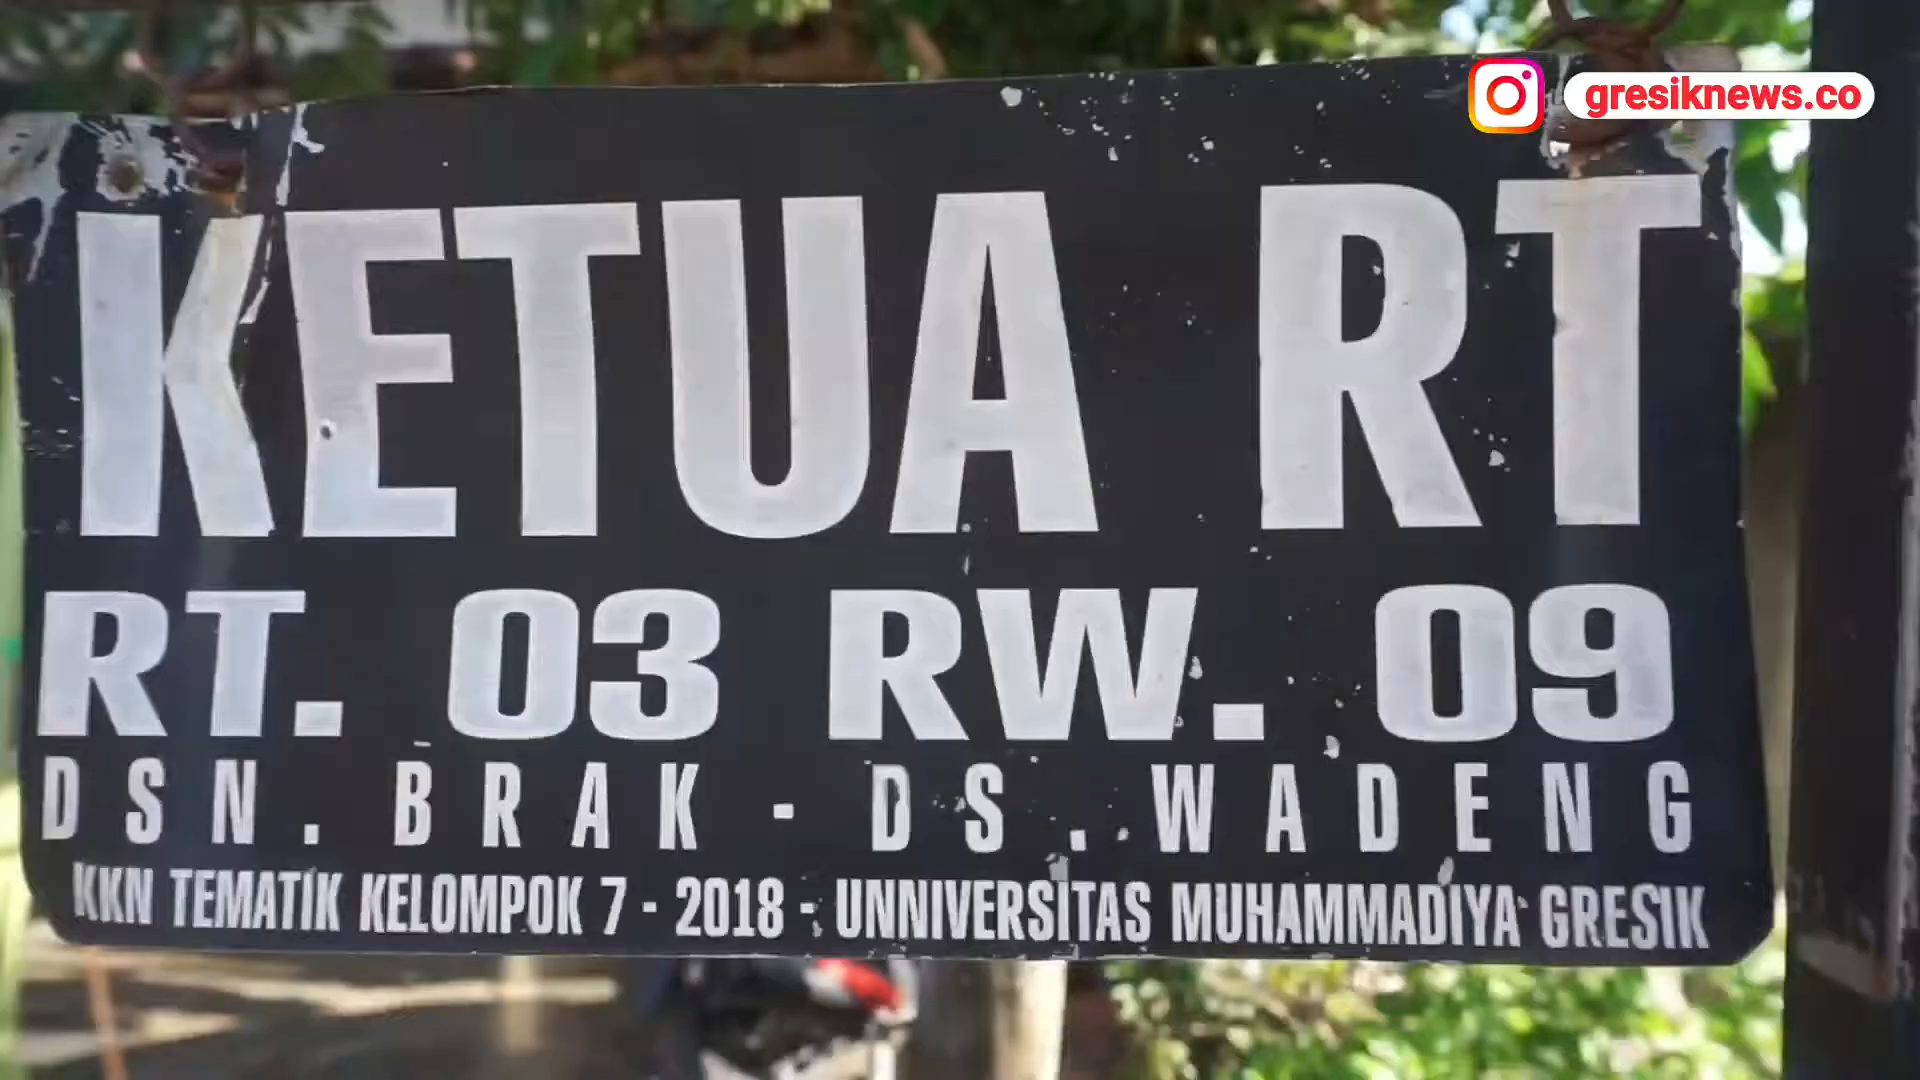 gresiknews.co
KETUA RT
RT. 03 RW. 09
DSN. BRAK - DS. WADENG
KKN TEMATIK KELOMPOK 7 - 2018 - UNNIVERSITAS MUHAMMADIYA GRESIK